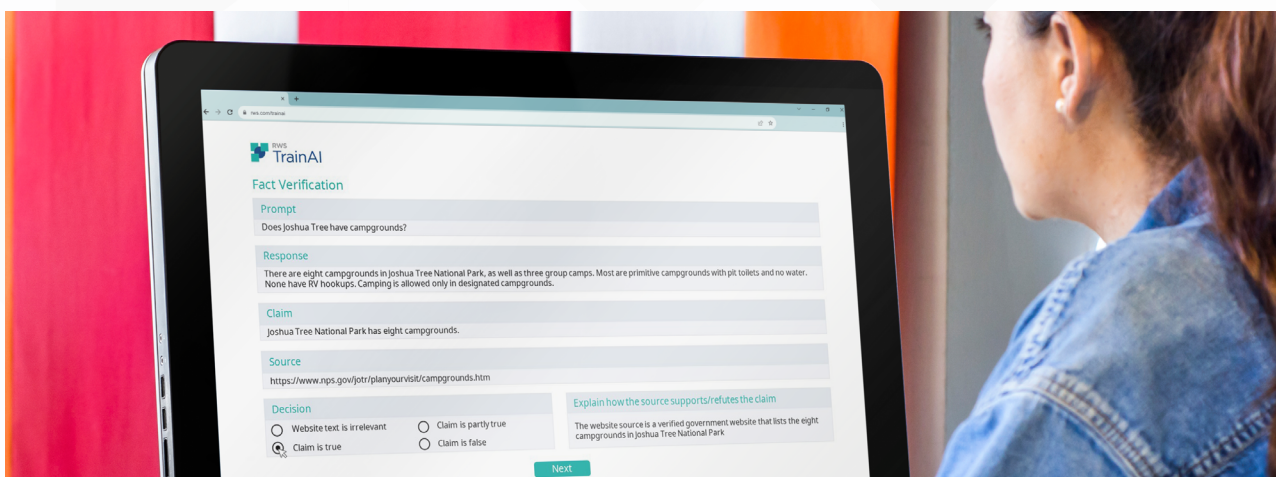 rws.com/trainai
RWS
TrainAI
Fact Verification
Prompt
Does Joshua Tree have campgrounds?
Response
There are eight campgrounds in Joshua Tree National Park, as well as three group camps. Most are primitive campgrounds with pit toilets and no water.
None have RV hookups. Camping is allowed only in designated campgrounds.
Claim
Joshua Tree National Park has eight campgrounds.
Source
https://www.nps.gov/jotr/planyourvisit/campgrounds.htm
Decision
Website text is irrelevant
Claim is partly true
Claim is true
Claim is false
Explain how the source supports/refutes the claim
The website source is a verified government website that lists the eight
campgrounds in Joshua Tree National Park
Next